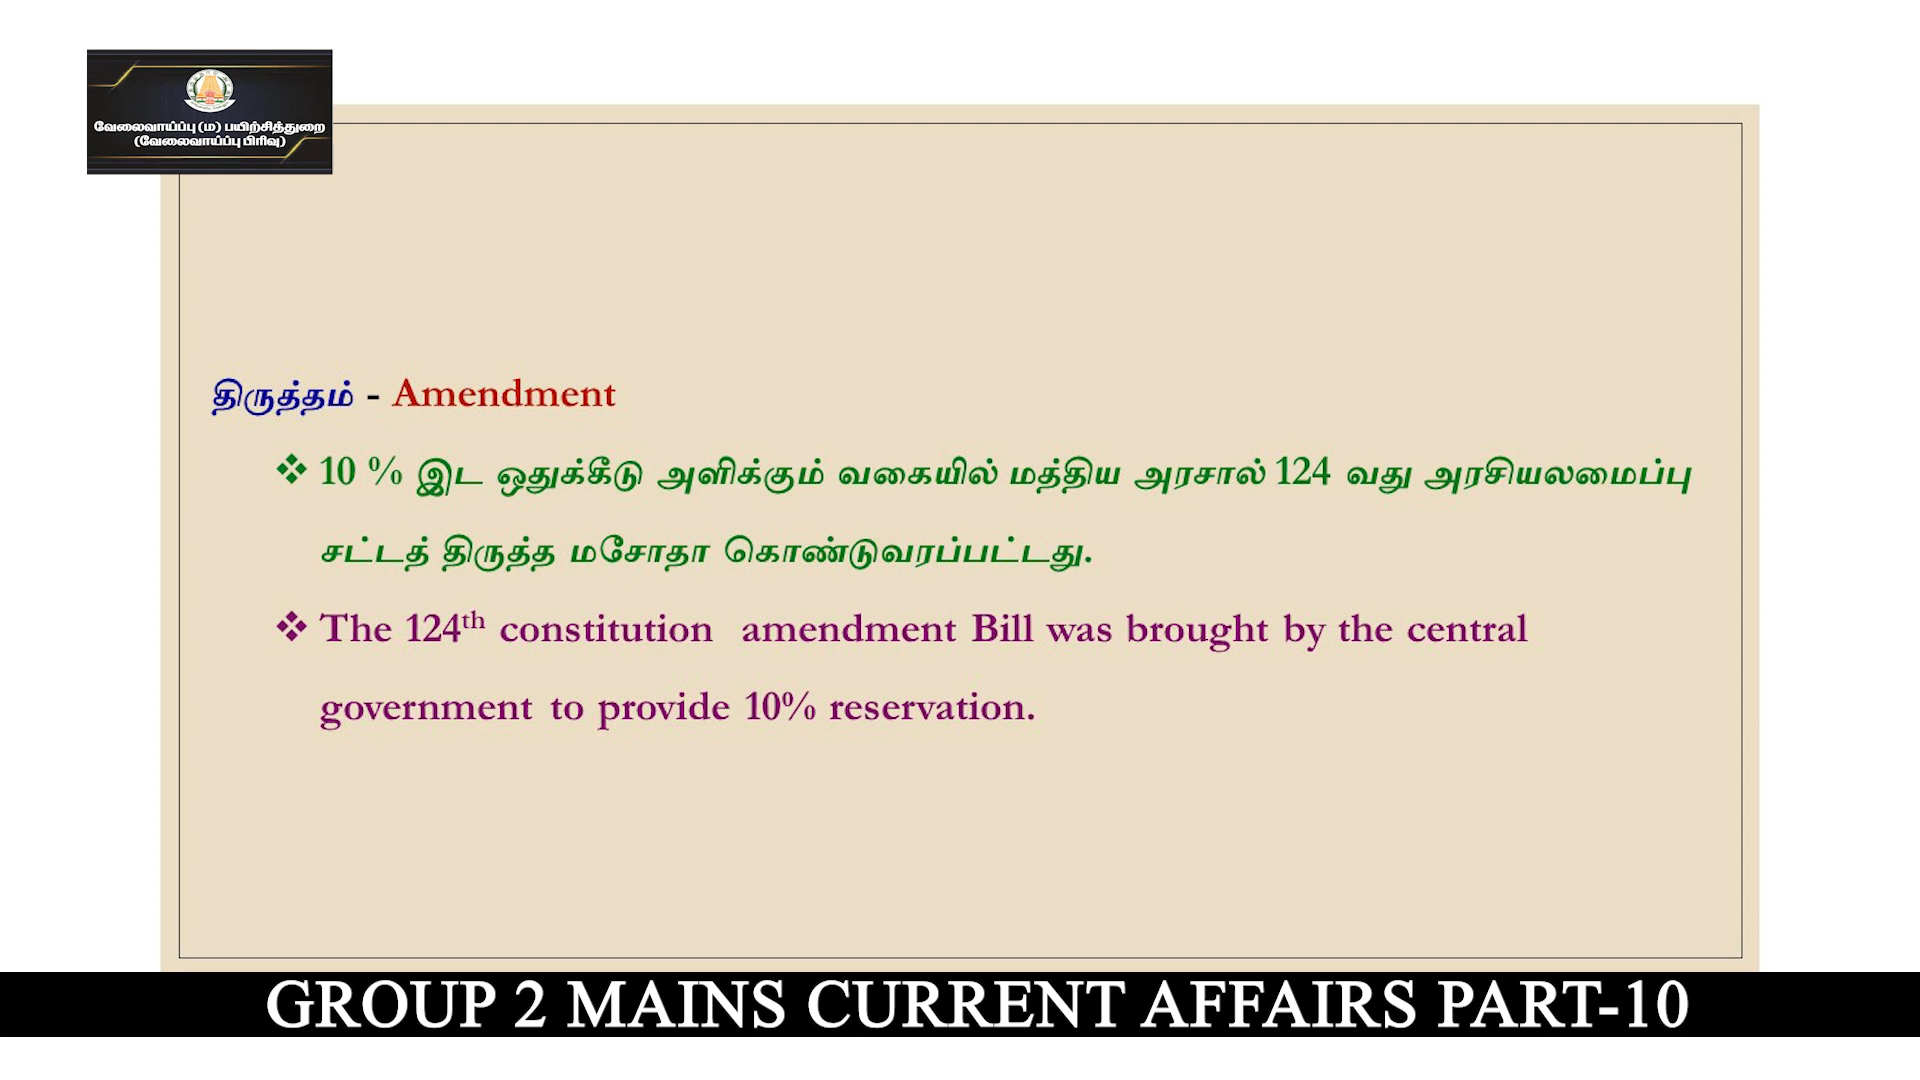 வேலைவாய்ப்பு (ம) பயிற்சித்துறை
(வேலைவாய்ப்பு பிரிவு)
திருத்தம் - Amendment
❖ 10 % இட ஒதுக்கீடு அளிக்கும் வகையில் மத்திய அரசால் 124 வது அரசியலமைப்பு
சட்டத் திருத்த மசோதா கொண்டுவரப்பட்டது.
❖ The 124th constitution amendment Bill was brought by the central
government to provide 10% reservation.
GROUP 2 MAINS CURRENT AFFAIRS PART-10